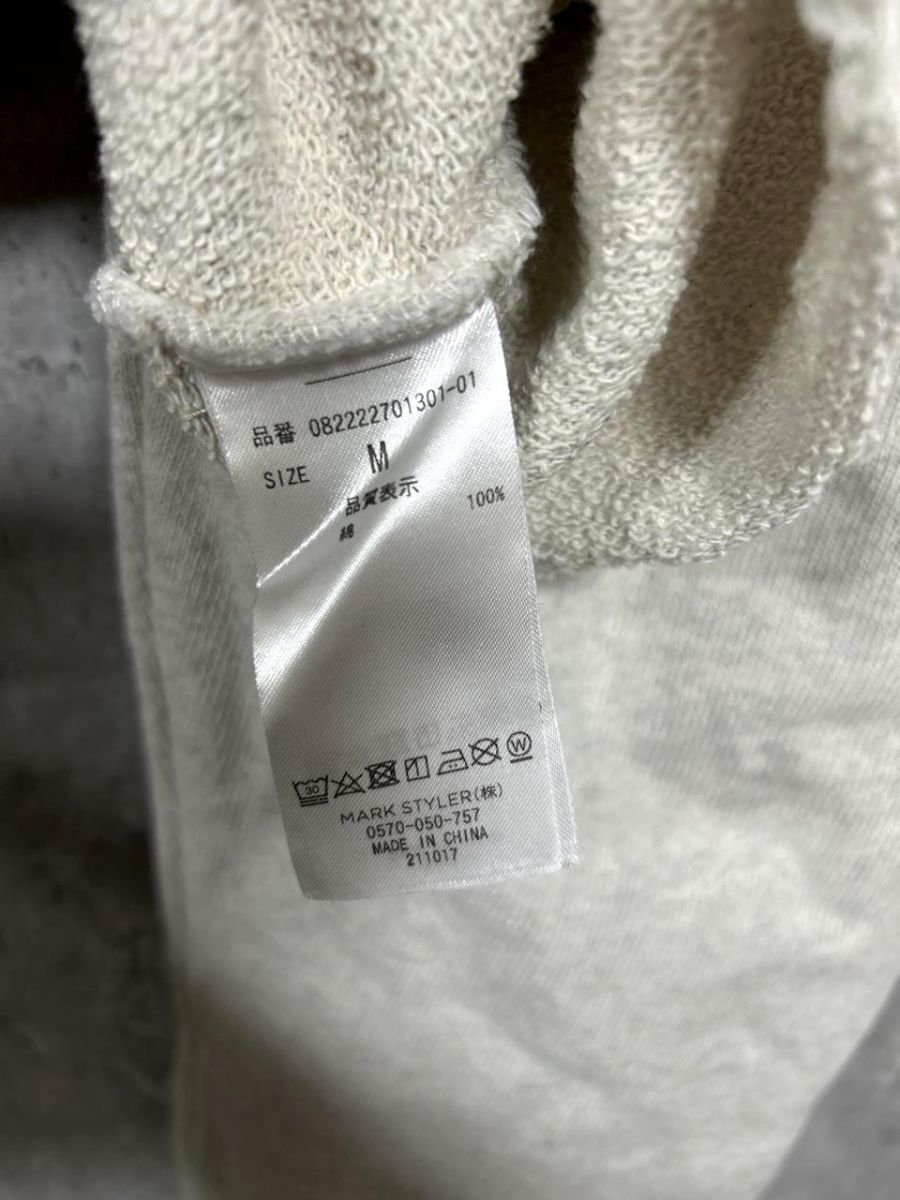 品番 082222701301-01
SIZE M
品質表示
綿 100%
30 W
MARK STYLER(株)
0570-050-757
MADE IN CHINA
211017